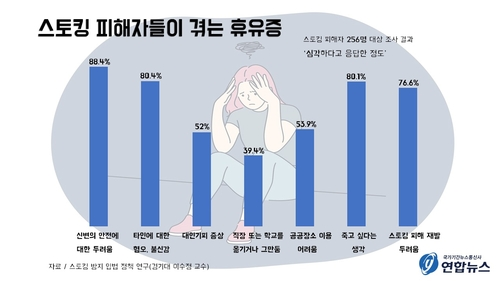 스토킹 피해자들이 겪는 후유증
스토킹 피해자 256명 대상 조사 결과
'심각하다고 응답한 정도'
88.4%
80.4%
52%
39.4%
53.9%
80.1%
76.6%
신변의 안전에
대한 두려움
타인에 대한
혐오, 불신감
대인기피 증상
직장 또는 학교를
옮기거나 그만둠
공공장소 이용
어려움
죽고 싶다는
생각
스토킹 피해 재발
두려움
자료 / 스토킹 방지 입법 정책 연구(경기대 이수정 교수)
국가기간뉴스통신사
연합뉴스